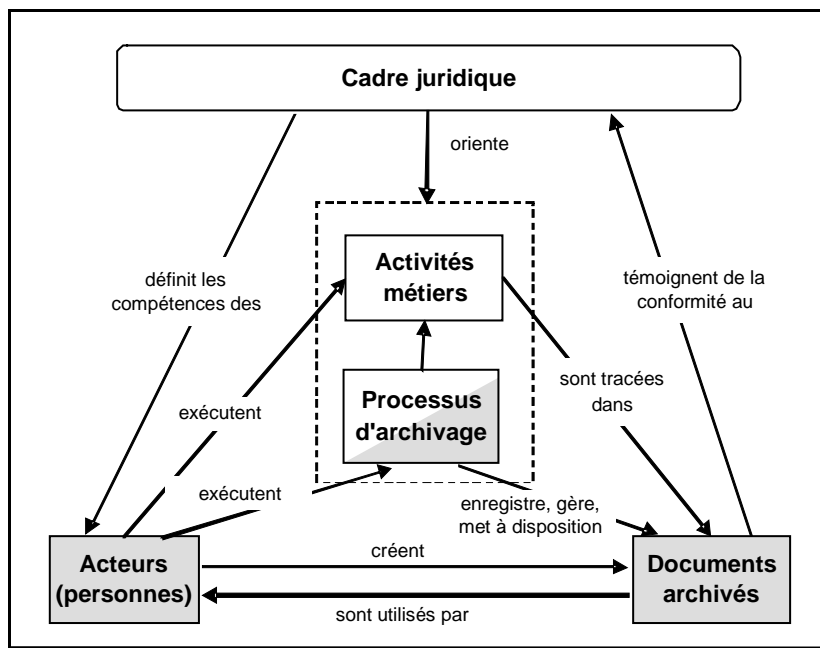 Cadre juridique
oriente
définit les
compétences des
Activités
métiers
témoignent de la
conformité au
sont tracées
dans
Processus
d'archivage
exécutent
exécutent
enregistre, gère,
met à disposition
Acteurs
(personnes)
créent
Documents
archivés
sont utilisés par